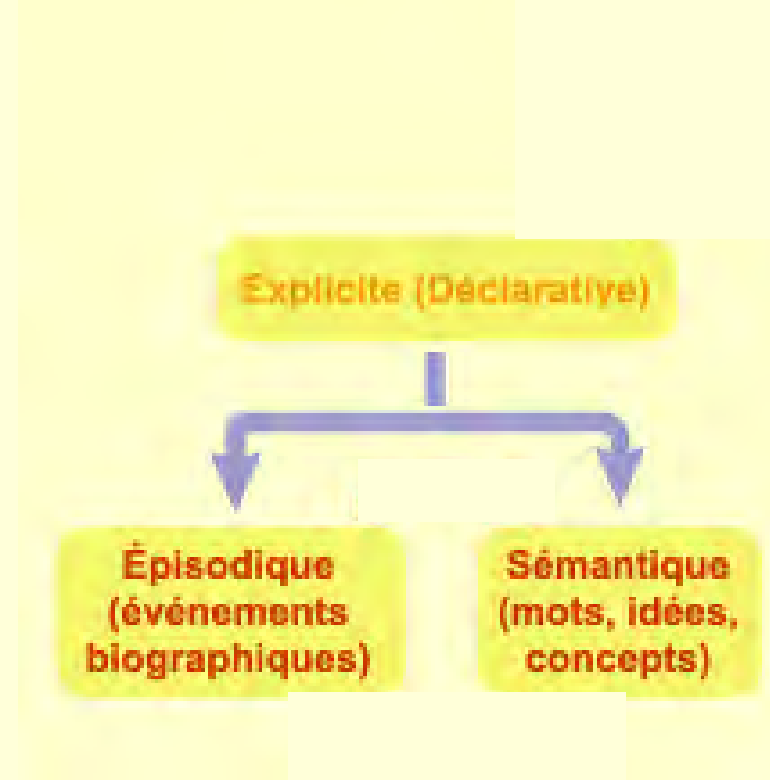 Explicite (Déclarative)
Épisodique
(événements
biographiques)
Sémantique
(mots, idées,
concepts)